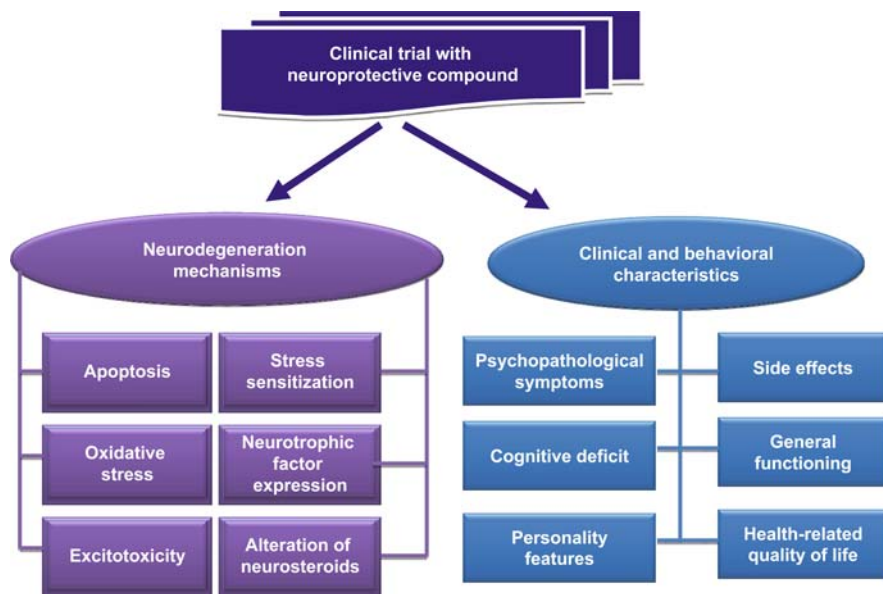 Clinical trial with
neuroprotective compound
Neurodegeneration
mechanisms
Apoptosis
Stress
sensitization
Oxidative
stress
Neurotrophic
factor
expression
Excitotoxicity
Alteration of
neurosteroids
Clinical and behavioral
characteristics
Psychopathological
symptoms
Side effects
Cognitive deficit
General
functioning
Personality
features
Health-related
quality of life